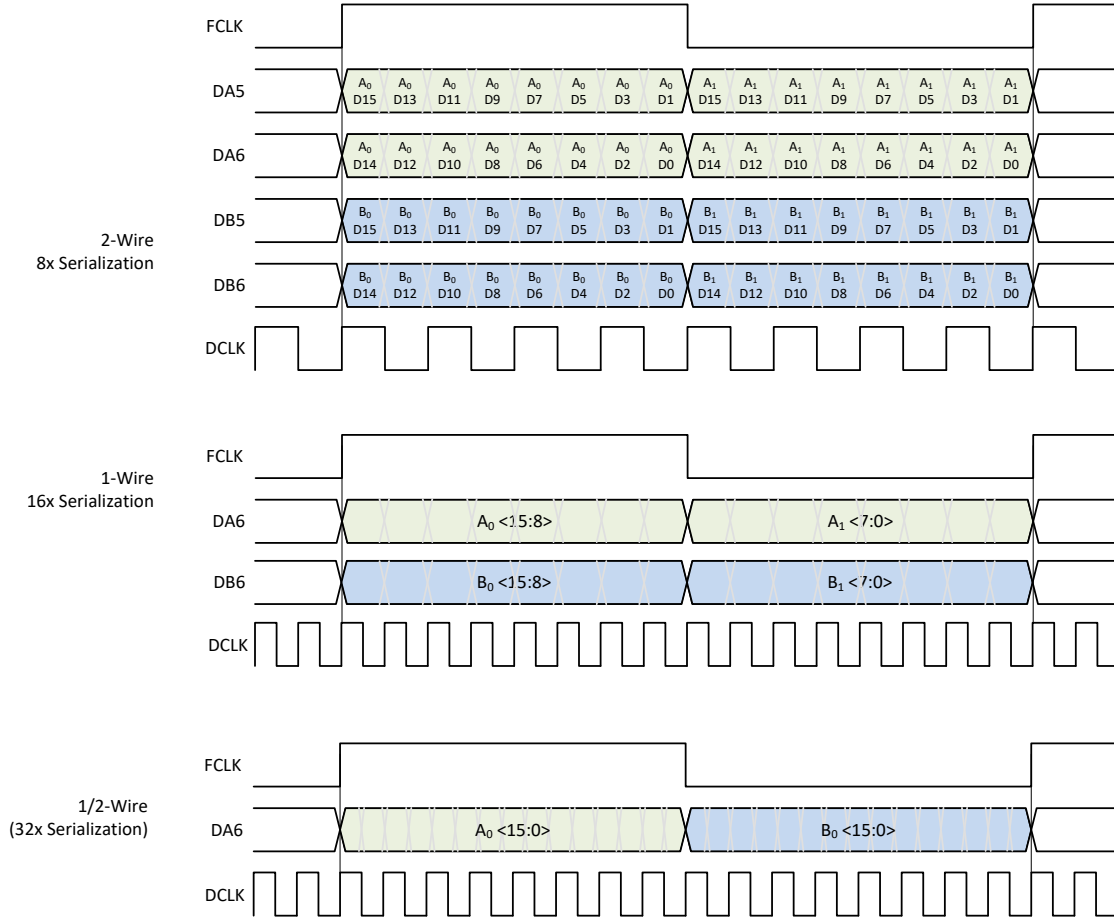 FCLK
DA5
A0 A0 A0 A0 A0 A0 A0 A0 A1 A1 A1 A1 A1 A1 A1 A1
D15 D13 D11 D9 D7 D5 D3 D1 D15 D13 D11 D9 D7 D5 D3 D1
DA6
A0 A0 A0 A0 A0 A0 A0 A0 A1 A1 A1 A1 A1 A1 A1 A1
D14 D12 D10 D8 D6 D4 D2 D0 D14 D12 D10 D8 D6 D4 D2 D0
2-Wire
8x Serialization
DB5
B0 B0 B0 B0 B0 B0 B0 B0 B1 B1 B1 B1 B1 B1 B1 B1
D15 D13 D11 D9 D7 D5 D3 D1 D15 D13 D11 D9 D7 D5 D3 D1
DB6
B0 B0 B0 B0 B0 B0 B0 B0 B1 B1 B1 B1 B1 B1 B1 B1
D14 D12 D10 D8 D6 D4 D2 D0 D14 D12 D10 D8 D6 D4 D2 D0
DCLK
1-Wire
16x Serialization
FCLK
DA6 A0 <15:8> A1 <7:0>
DB6 B0 <15:8> B1 <7:0>
DCLK
FCLK
1/2-Wire
(32x Serialization)
DA6 A0 <15:0> B0 <15:0>
DCLK